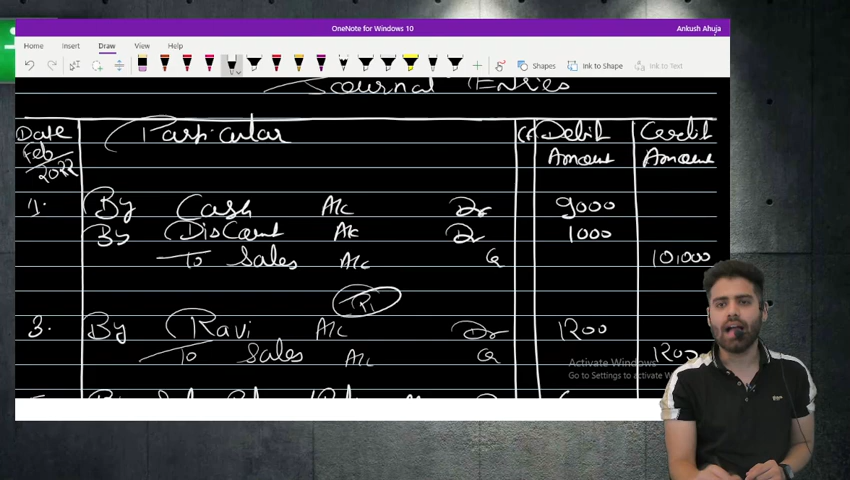 OneNote for Windows 10
Ankush Ahuja
Home Insert Draw View Help
Shapes Ink to Shape Ink to Text
Journal Entries
Date Particular Debit Credit
Feb Amount Amount
2022
1. By Cash A/c Dr 9000
By Discount A/c Dr 1000
To Sales A/c Cr 10,000
3. By Ravi A/c Dr 1200
To Sales A/c Cr 1200
Activate Windows
Go to Settings to activate W